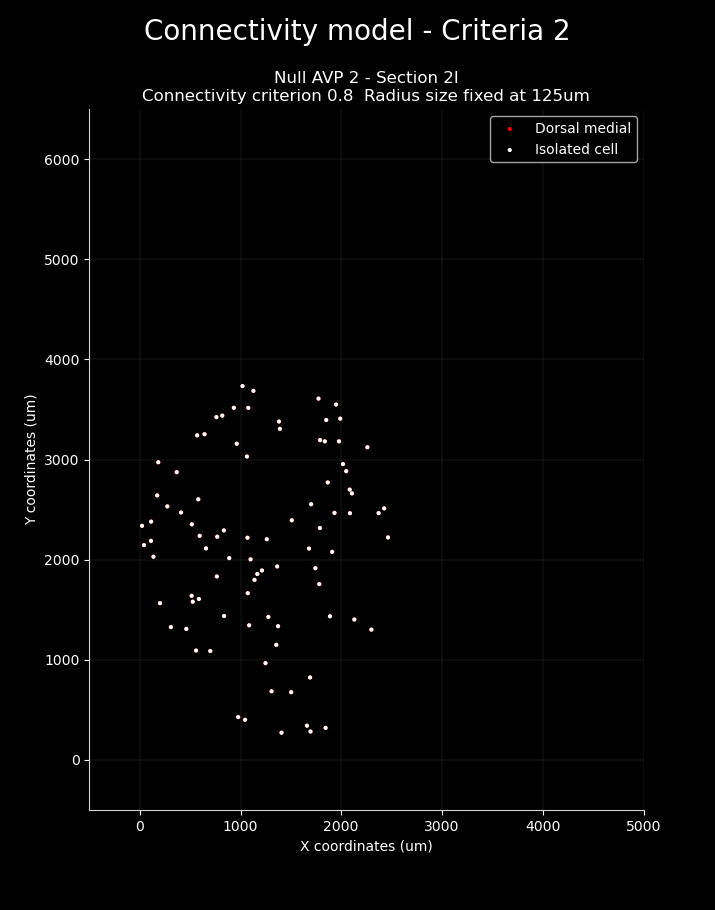 Connectivity model - Criteria 2
Null AVP 2 - Section 2I
Connectivity criterion 0.8  Radius size fixed at 125um
Dorsal medial
Isolated cell
6000
5000
4000
3000
2000
1000
0
Y coordinates (um)
0 1000 2000 3000 4000 5000
X coordinates (um)